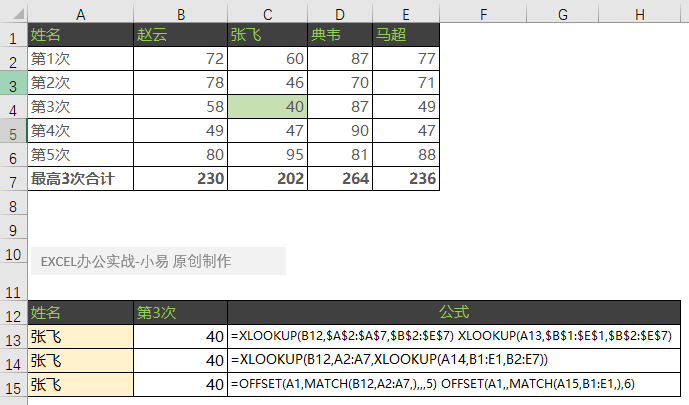 A B C D E F G H
1 姓名 赵云 张飞 典韦 马超
2 第1次 72 60 87 77
3 第2次 78 46 70 71
4 第3次 58 40 87 49
5 第4次 49 47 90 47
6 第5次 80 95 81 88
7 最高3次合计 230 202 264 236
8
9
10 EXCEL办公实战-小易 原创制作
11
12 姓名 第3次 公式
13 张飞 40 =XLOOKUP(B12,$A$2:$A$7,$B$2:$E$7) XLOOKUP(A13,$B$1:$E$1,$B$2:$E$7)
14 张飞 40 =XLOOKUP(B12,A2:A7,XLOOKUP(A14,B1:E1,B2:E7))
15 张飞 40 =OFFSET(A1,MATCH(B12,A2:A7,),,,5) OFFSET(A1,,MATCH(A15,B1:E1,),6)